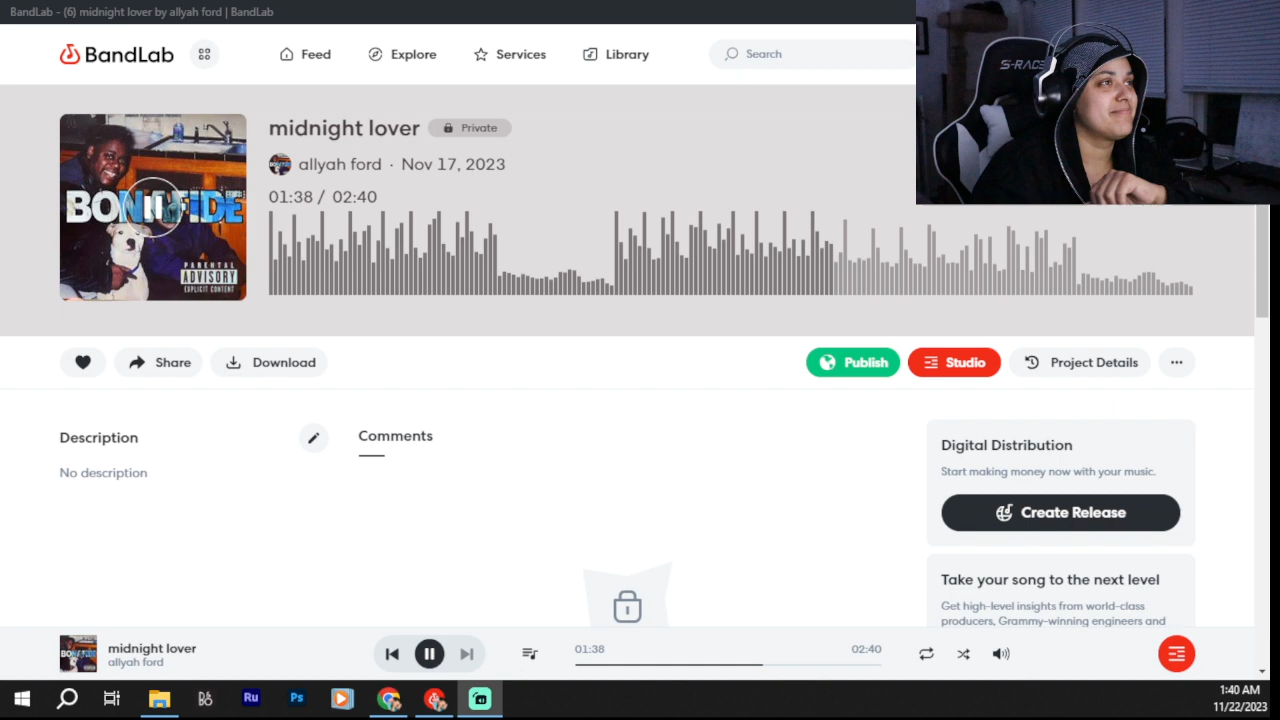 BandLab - (6) midnight lover by allyah ford | BandLab
BandLab
Feed
Explore
Services
Library
Search
S-RACE
midnight lover
Private
allyah ford · Nov 17, 2023
01:38 / 02:40
BONAFIDE
PARENTAL
ADVISORY
EXPLICIT CONTENT
Share
Download
Publish
Studio
Project Details
Description
No description
Comments
Digital Distribution
Start making money now with your music.
Create Release
Take your song to the next level
Get high-level insights from world-class
producers, Grammy-winning engineers and
midnight lover
allyah ford
01:38
02:40
Ru
Ps
1:40 AM
11/22/2023